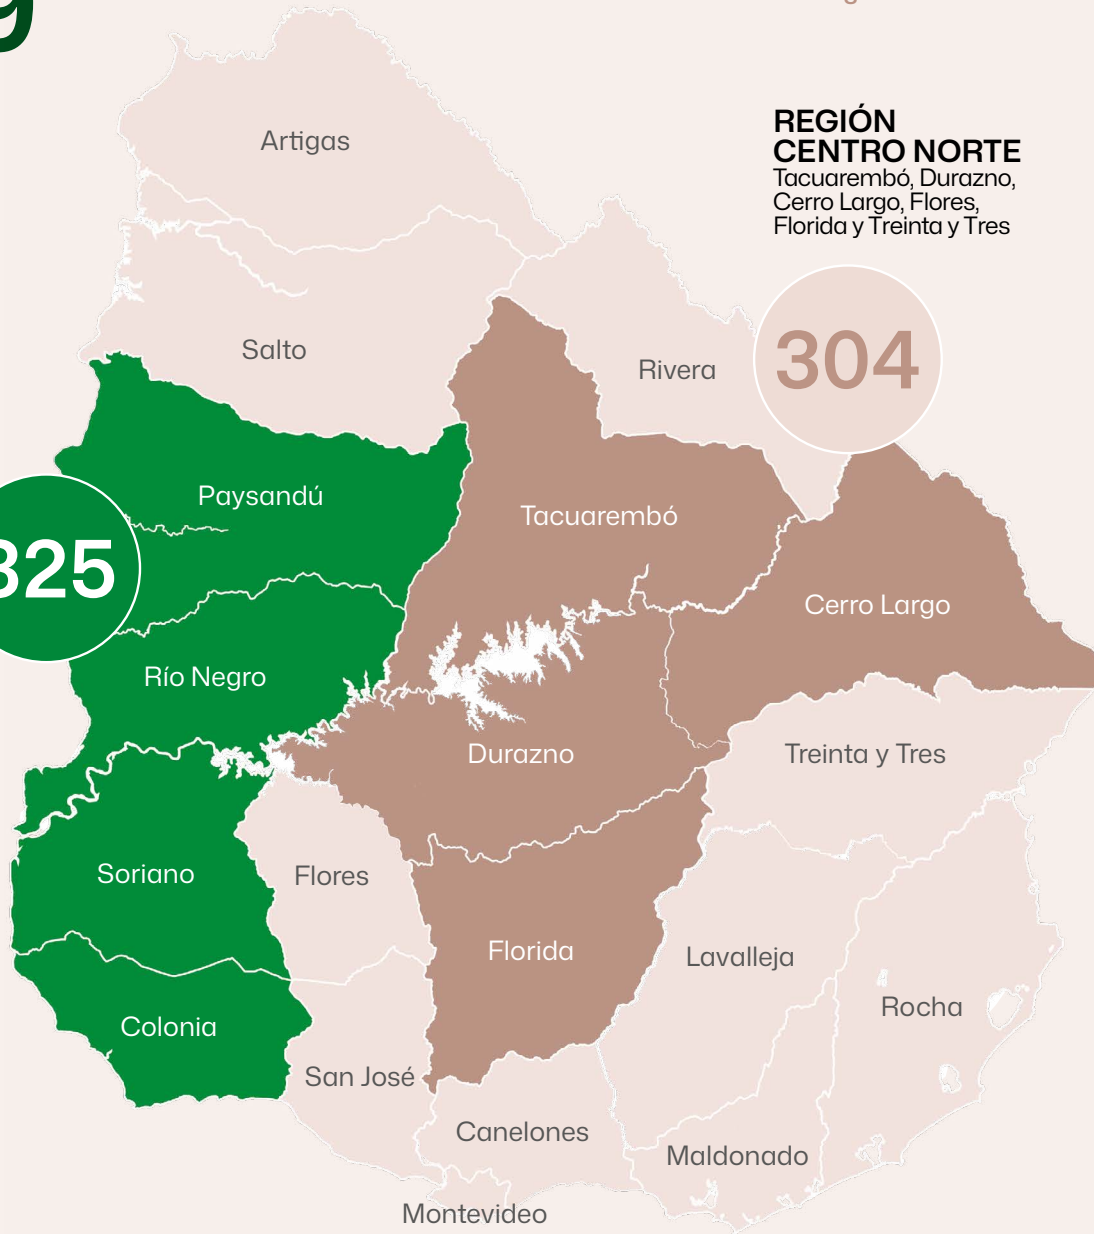 Artigas
REGIÓN
CENTRO NORTE
Tacuarembó, Durazno,
Cerro Largo, Flores,
Florida y Treinta y Tres
304
Salto
Rivera
Paysandú
Tacuarembó
325
Cerro Largo
Río Negro
Durazno
Treinta y Tres
Soriano
Flores
Florida
Lavalleja
Rocha
Colonia
San José
Canelones
Maldonado
Montevideo